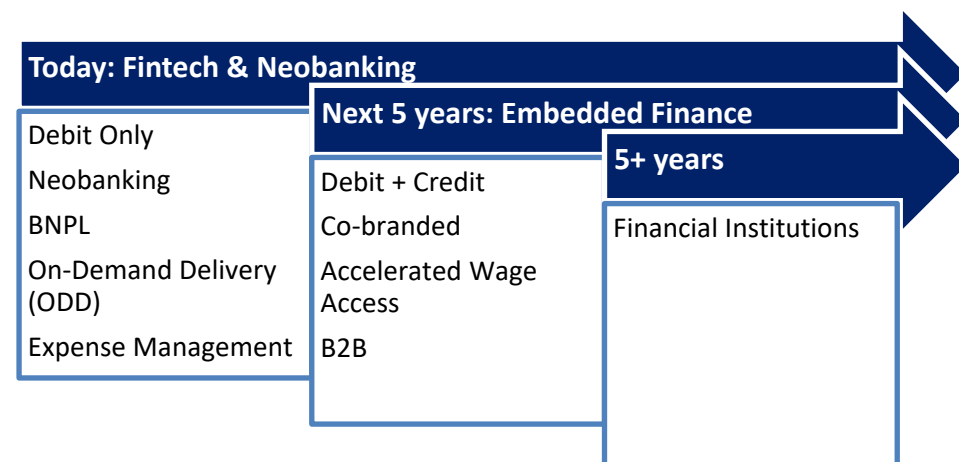 Today: Fintech & Neobanking
Debit Only
Neobanking
BNPL
On-Demand Delivery
(ODD)
Expense Management
Next 5 years: Embedded Finance
Debit + Credit
Co-branded
Accelerated Wage
Access
B2B
5+ years
Financial Institutions